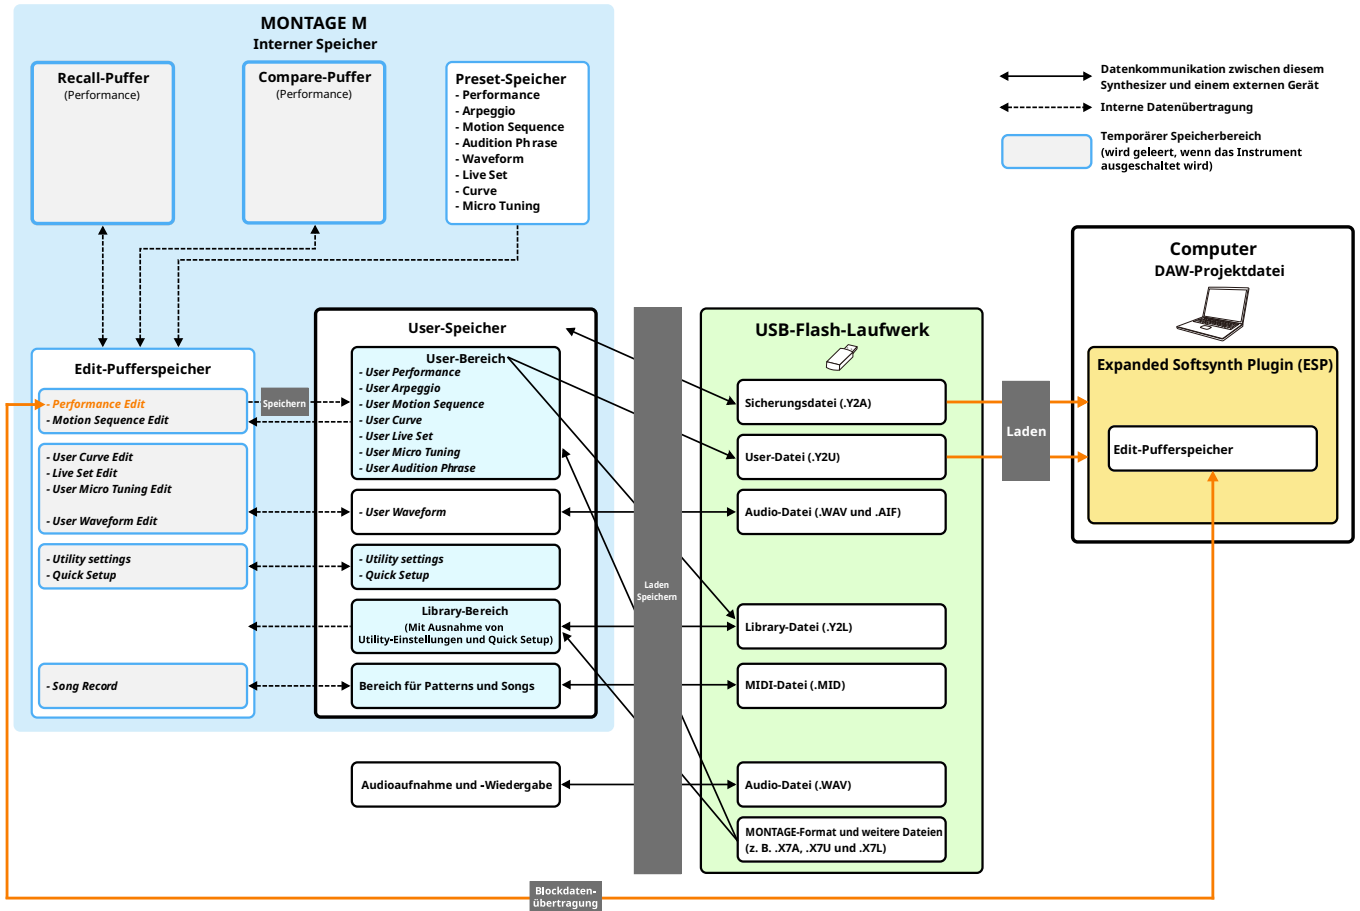 MONTAGE M
Interner Speicher
Recall-Puffer
(Performance)
Compare-Puffer
(Performance)
Preset-Speicher
- Performance
- Arpeggio
- Motion Sequence
- Audition Phrase
- Waveform
- Live Set
- Curve
- Micro Tuning
Datenkommunikation zwischen diesem
Synthesizer und einem externen Gerät
Interne Datenübertragung
Temporärer Speicherbereich
(wird geleert, wenn das Instrument
ausgeschaltet wird)
Edit-Pufferspeicher
- Performance Edit
- Motion Sequence Edit
- User Curve Edit
- Live Set Edit
- User Micro Tuning Edit
- User Waveform Edit
- Utility settings
- Quick Setup
- Song Record
Speichern
User-Speicher
User-Bereich
- User Performance
- User Arpeggio
- User Motion Sequence
- User Curve
- User Live Set
- User Micro Tuning
- User Audition Phrase
- User Waveform
- Utility settings
- Quick Setup
Library-Bereich
(Mit Ausnahme von
Utility-Einstellungen und Quick Setup)
Bereich für Patterns und Songs
Audioaufnahme und -Wiedergabe
Laden
Speichern
USB-Flash-Laufwerk
Sicherungsdatei (.Y2A)
User-Datei (.Y2U)
Audio-Datei (.WAV und .AIF)
Library-Datei (.Y2L)
MIDI-Datei (.MID)
Audio-Datei (.WAV)
MONTAGE-Format und weitere Dateien
(z. B. .X7A, .X7U und .X7L)
Laden
Computer
DAW-Projektdatei
Expanded Softsynth Plugin (ESP)
Edit-Pufferspeicher
Blockdaten-
übertragung